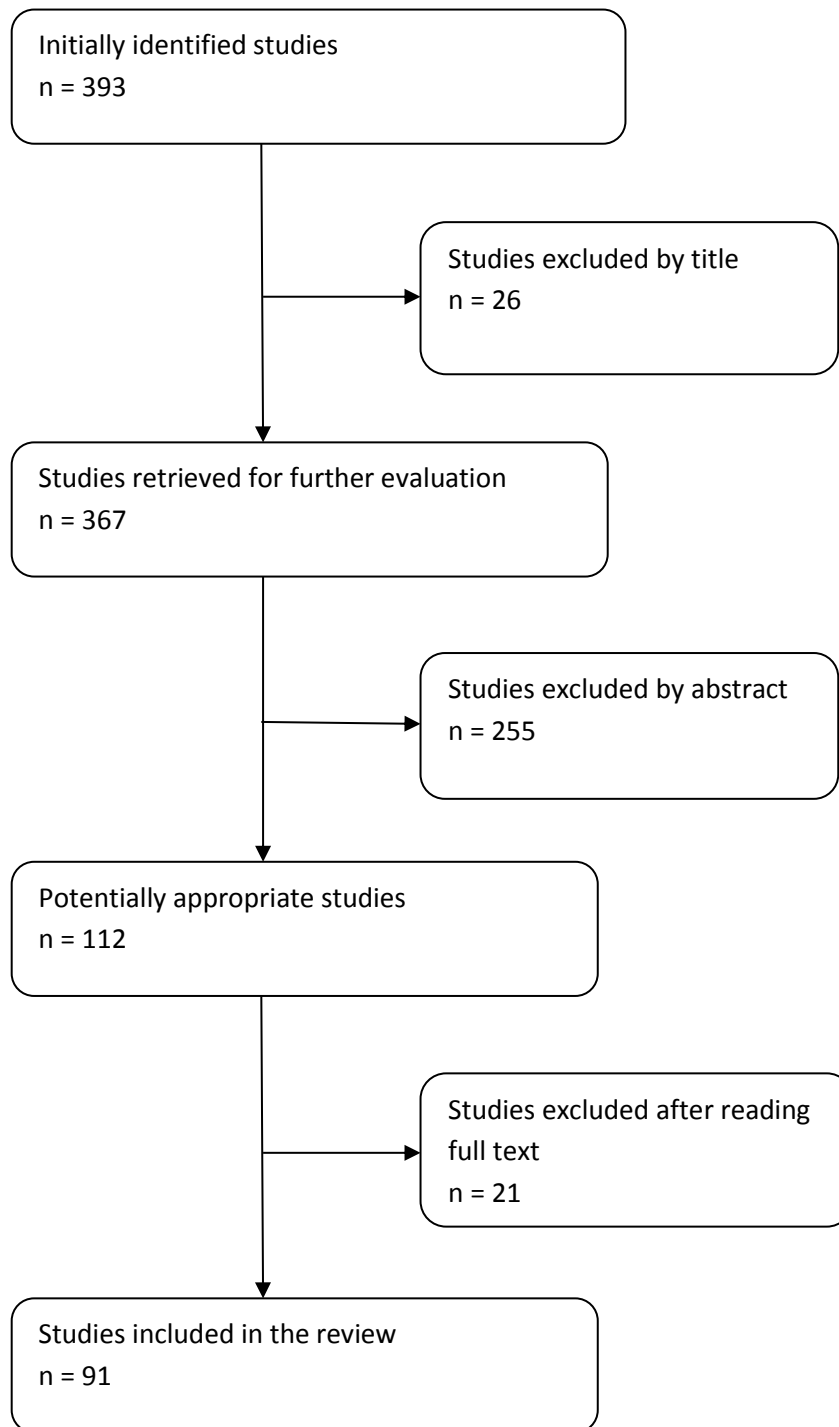 Initially identified studies
n = 393
Studies excluded by title
n = 26
Studies retrieved for further evaluation
n = 367
Studies excluded by abstract
n = 255
Potentially appropriate studies
n = 112
Studies excluded after reading
full text
n = 21
Studies included in the review
n = 91